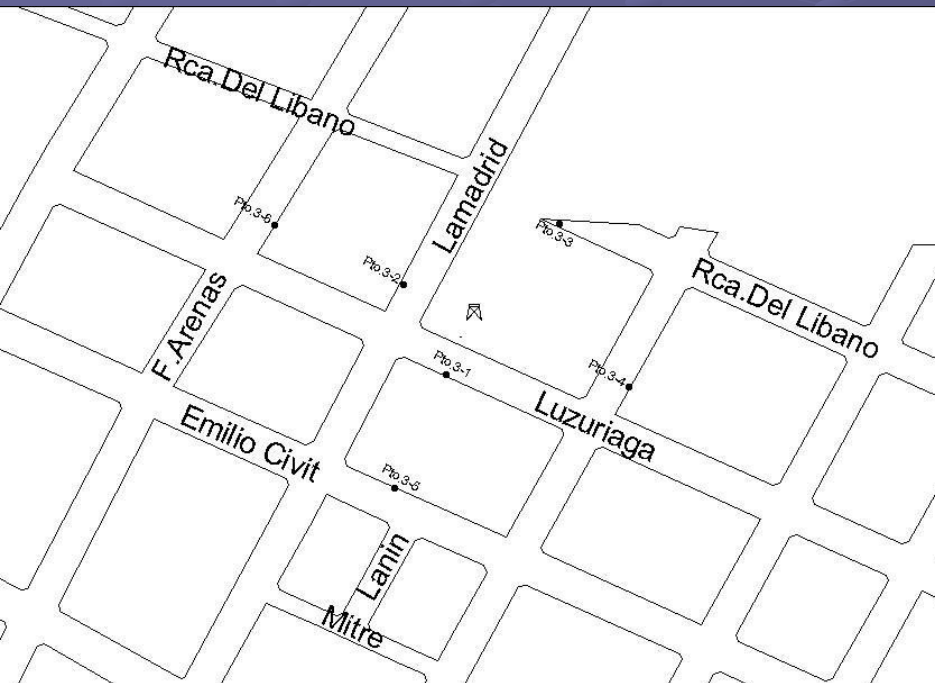 Rca.Del Libano
Lamadrid
Pto.3-6
Pto.3-3
Pto.3-2
Rca.Del Libano
F.Arenas
Pto.3-1
Pto.3-4
Luzuriaga
Emilio Civit
Pto.3-5
Lanin
Mitre